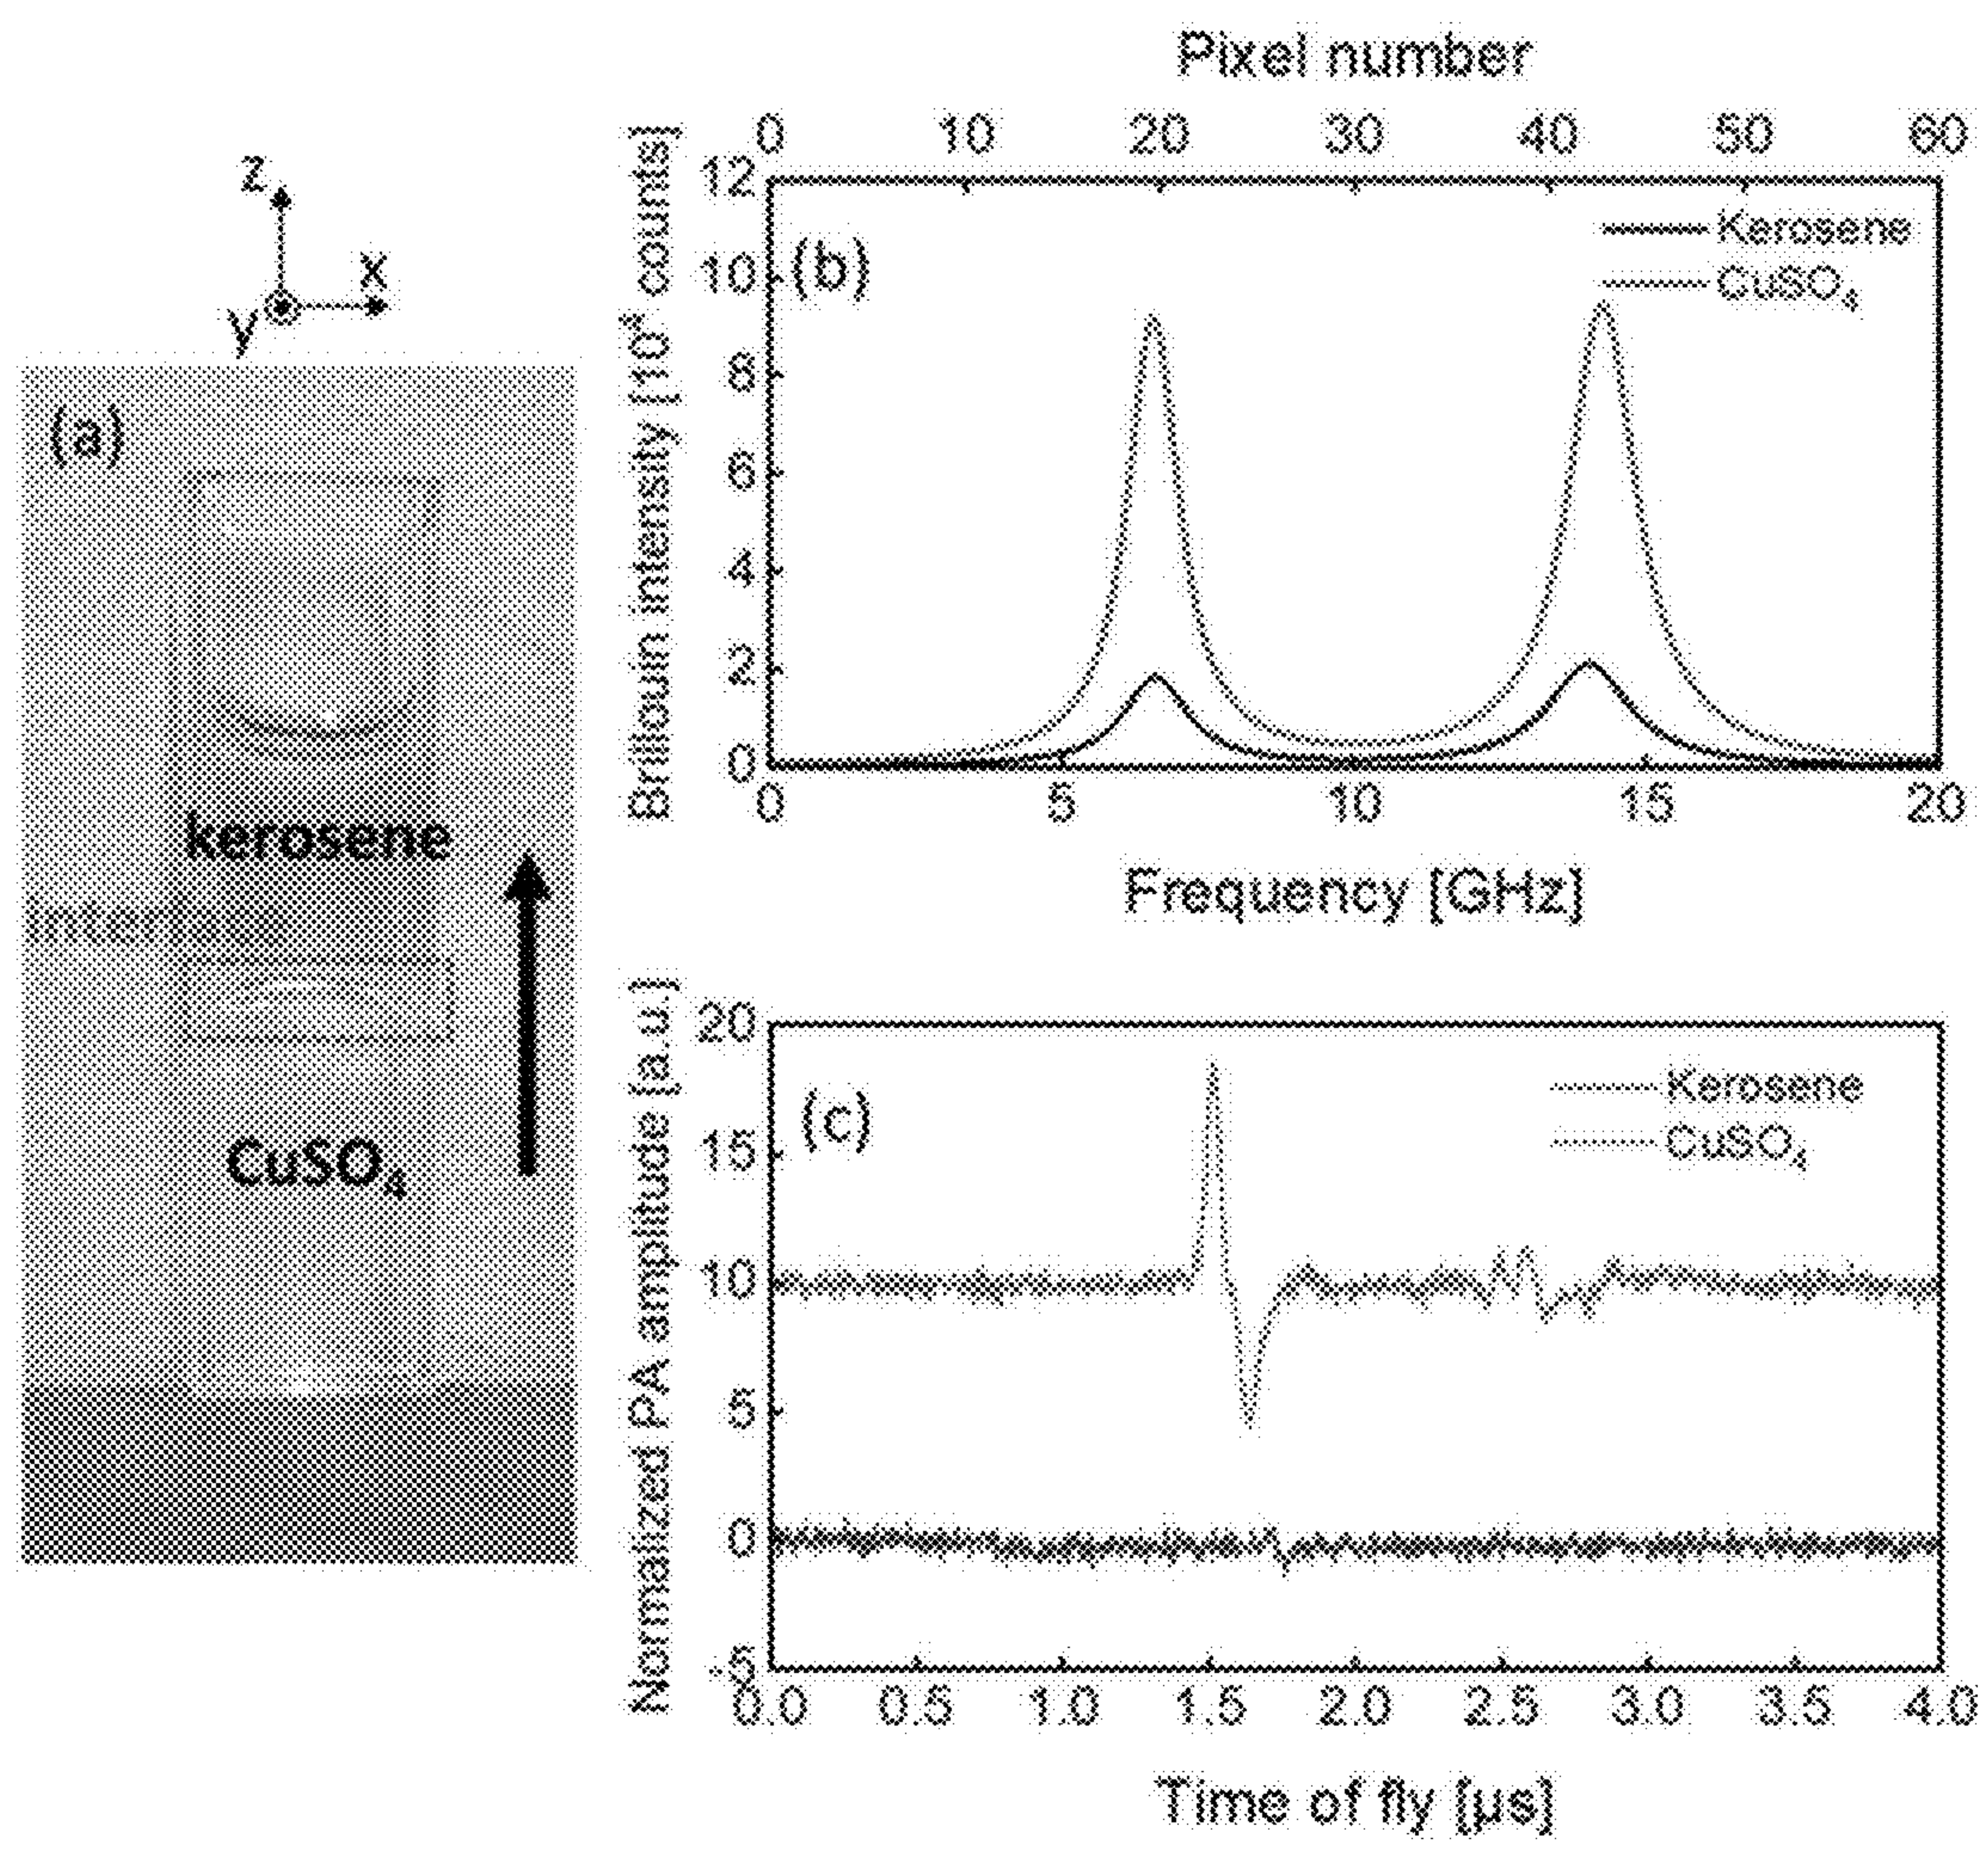 z
x
y
(a)
kerosene
interface
CuSO4
Pixel number
0 10 20 30 40 50 60
Brillouin intensity [10⁴ counts]
12
10
8
6
4
2
0
(b)
Kerosene
CuSO4
0 5 10 15 20
Frequency [GHz]
Normalized PA amplitude [a.u.]
20
15
10
5
0
-5
(c)
Kerosene
CuSO4
0.0 0.5 1.0 1.5 2.0 2.5 3.0 3.5 4.0
Time of fly [µs]